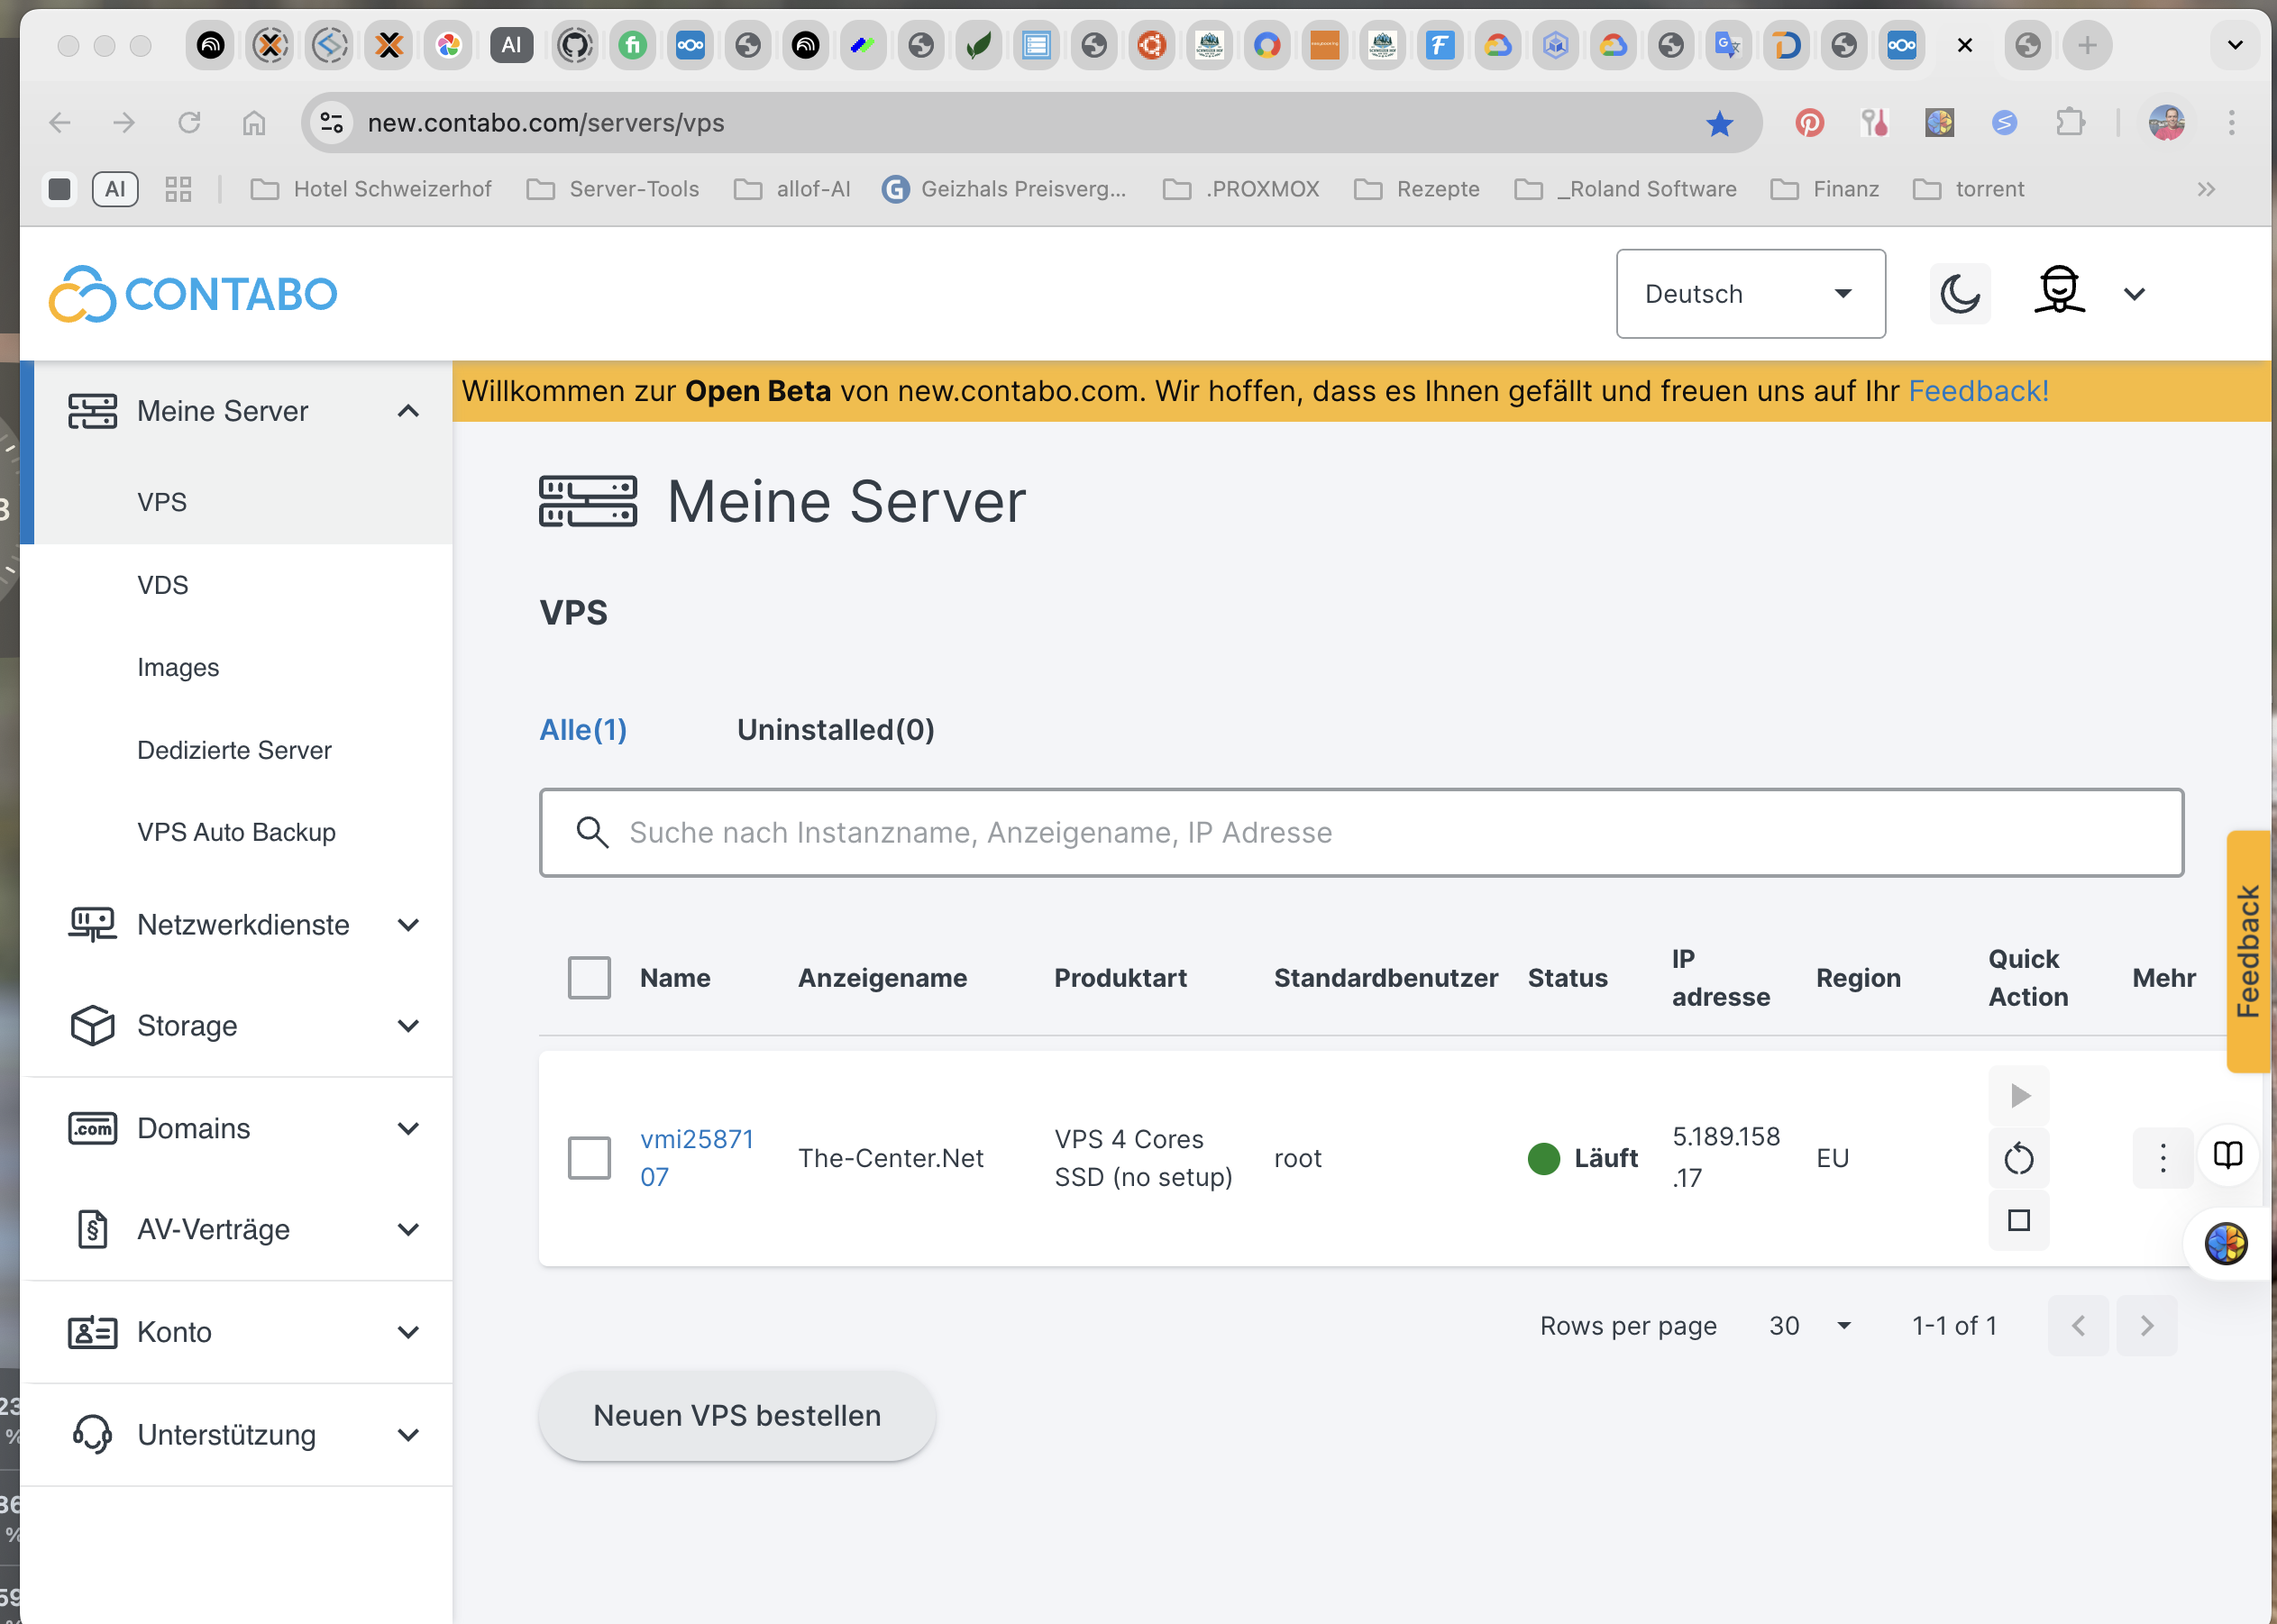 AI
new.contabo.com/servers/vps
AI
Hotel Schweizerhof
Server-Tools
allof-AI
Geizhals Preisverg...
.PROXMOX
Rezepte
_Roland Software
Finanz
torrent
CONTABO
Deutsch
Meine Server
VPS
VDS
Images
Dedizierte Server
VPS Auto Backup
Netzwerkdienste
Storage
.com
Domains
§
AV-Verträge
Konto
Unterstützung
Willkommen zur Open Beta von new.contabo.com. Wir hoffen, dass es Ihnen gefällt und freuen uns auf Ihr Feedback!
Meine Server
VPS
Alle(1)
Uninstalled(0)
Suche nach Instanzname, Anzeigename, IP Adresse
Name
Anzeigename
Produktart
Standardbenutzer
Status
IP
adresse
Region
Quick
Action
Mehr
vmi25871
07
The-Center.Net
VPS 4 Cores
SSD (no setup)
root
Läuft
5.189.158
.17
EU
Rows per page
30
1-1 of 1
Neuen VPS bestellen
Feedback